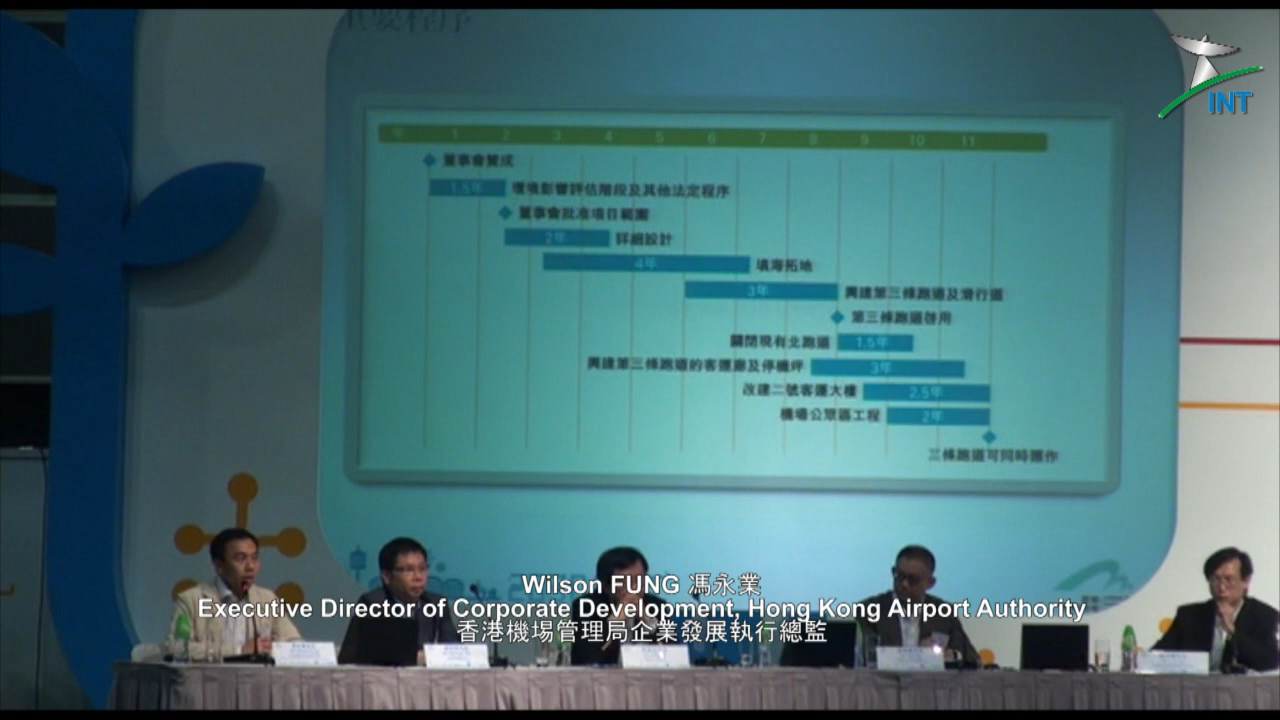 INT
年 1 2 3 4 5 6 7 8 9 10 11
董事會贊成
1.5年 環境影響評估階段及其他法定程序
董事會批准項目範圍
2年 詳細設計
4年 填海拓地
3年 興建第三條跑道及滑行道
第三條跑道啓用
關閉現有北跑道 1.5年
興建第三條跑道的客運廊及停機坪 3年
改建二號客運大樓 2.5年
機場公眾區工程 2年
三條跑道可同時運作
Wilson FUNG 馮永業
Executive Director of Corporate Development, Hong Kong Airport Authority
香港機場管理局企業發展執行總監